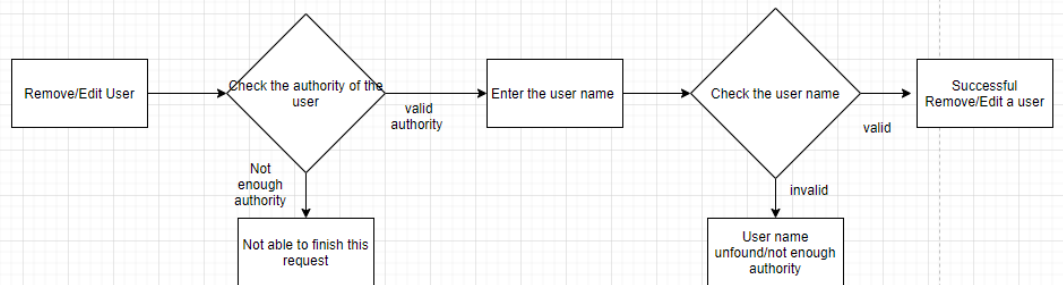 Remove/Edit User
Check the authority of the
user
valid
authority
Enter the user name
Check the user name
valid
Successful
Remove/Edit a user
Not
enough
authority
Not able to finish this
request
invalid
User name
unfound/not enough
authority